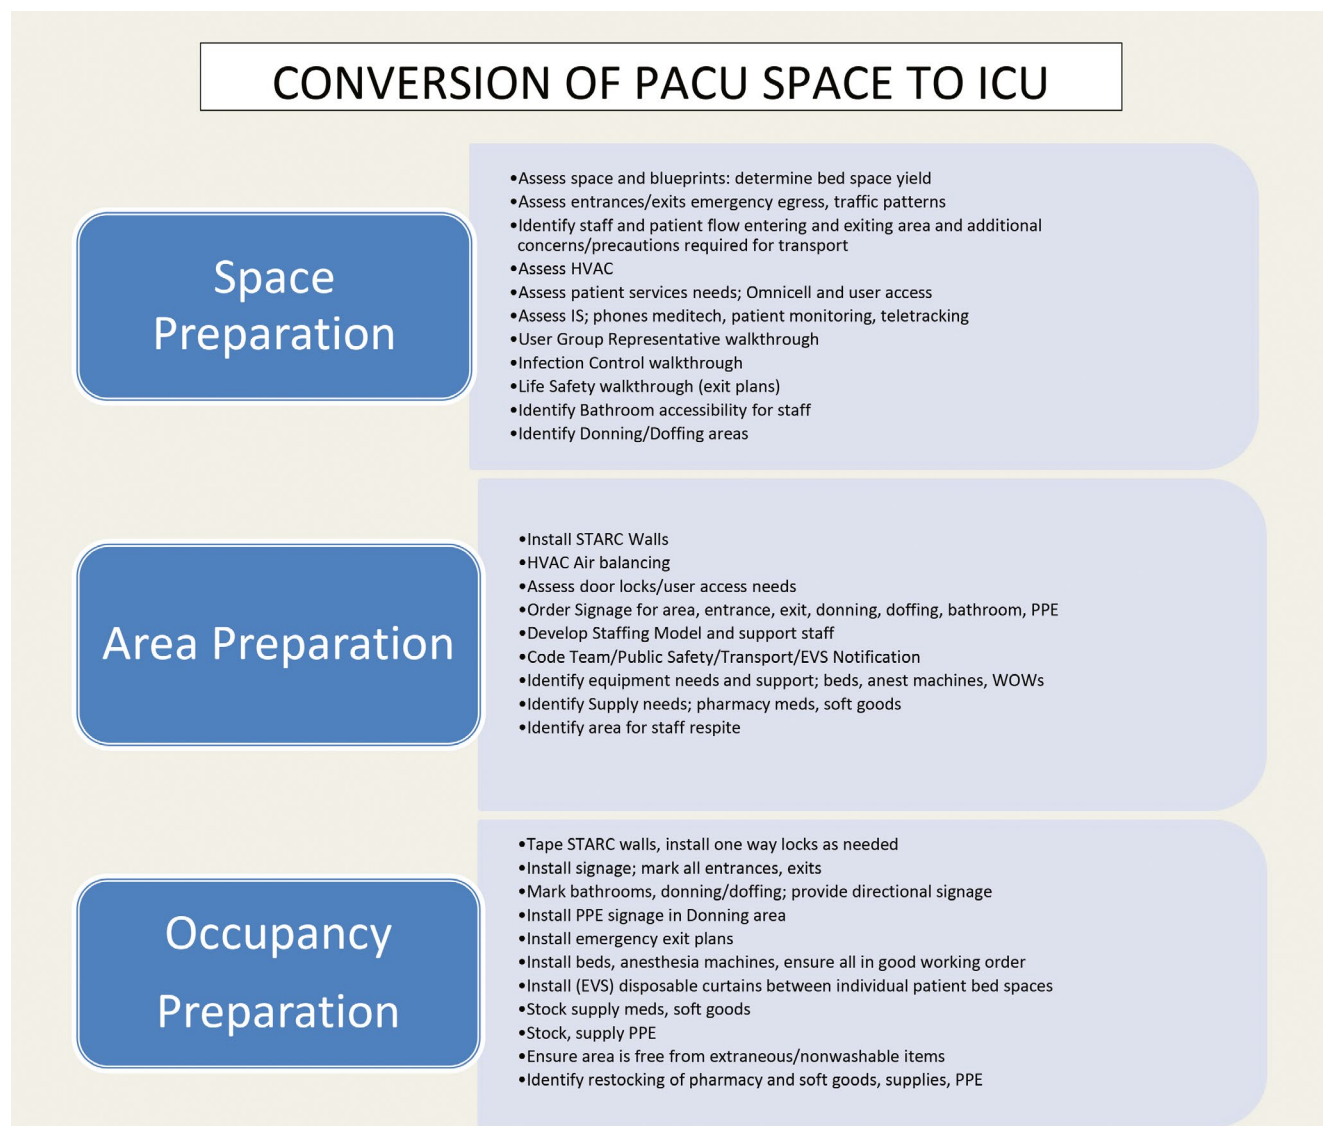 CONVERSION OF PACU SPACE TO ICU
Space
Preparation
•Assess space and blueprints: determine bed space yield
•Assess entrances/exits emergency egress, traffic patterns
•Identify staff and patient flow entering and exiting area and additional
concerns/precautions required for transport
•Assess HVAC
•Assess patient services needs; Omnicell and user access
•Assess IS; phones meditech, patient monitoring, teletracking
•User Group Representative walkthrough
•Infection Control walkthrough
•Life Safety walkthrough (exit plans)
•Identify Bathroom accessibility for staff
•Identify Donning/Doffing areas
Area Preparation
•Install STARC Walls
•HVAC Air balancing
•Assess door locks/user access needs
•Order Signage for area, entrance, exit, donning, doffing, bathroom, PPE
•Develop Staffing Model and support staff
•Code Team/Public Safety/Transport/EVS Notification
•Identify equipment needs and support; beds, anest machines, WOWs
•Identify Supply needs; pharmacy meds, soft goods
•Identify area for staff respite
Occupancy
Preparation
•Tape STARC walls, install one way locks as needed
•Install signage; mark all entrances, exits
•Mark bathrooms, donning/doffing; provide directional signage
•Install PPE signage in Donning area
•Install emergency exit plans
•Install beds, anesthesia machines, ensure all in good working order
•Install (EVS) disposable curtains between individual patient bed spaces
•Stock supply meds, soft goods
•Stock, supply PPE
•Ensure area is free from extraneous/nonwashable items
•Identify restocking of pharmacy and soft goods, supplies, PPE